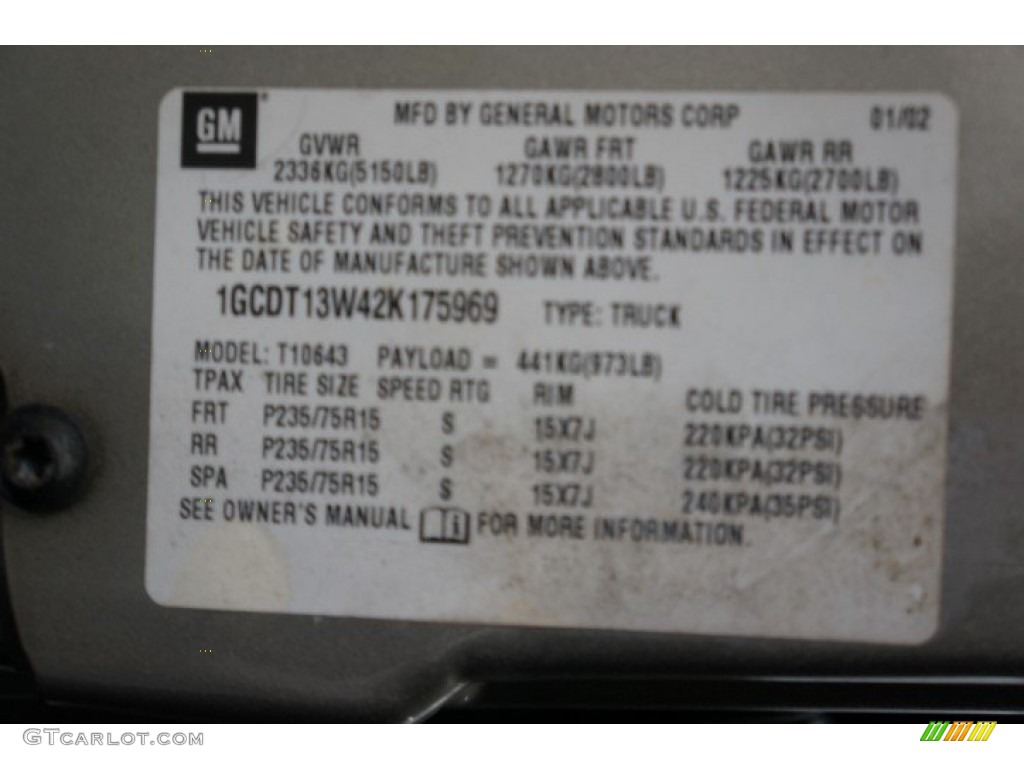 GM
MFD BY GENERAL MOTORS CORP 01/02
GVWR GAWR FRT GAWR RR
2336KG(5150LB) 1270KG(2800LB) 1225KG(2700LB)
THIS VEHICLE CONFORMS TO ALL APPLICABLE U.S. FEDERAL MOTOR
VEHICLE SAFETY AND THEFT PREVENTION STANDARDS IN EFFECT ON
THE DATE OF MANUFACTURE SHOWN ABOVE.
1GCDT13W42K175969 TYPE: TRUCK
MODEL: T10643 PAYLOAD = 441KG(973LB)
TPAX TIRE SIZE SPEED RTG RIM COLD TIRE PRESSURE
FRT P235/75R15 S 15X7J 220KPA(32PSI)
RR P235/75R15 S 15X7J 220KPA(32PSI)
SPA P235/75R15 S 15X7J 240KPA(35PSI)
SEE OWNER'S MANUAL FOR MORE INFORMATION.
GTCarlot.com